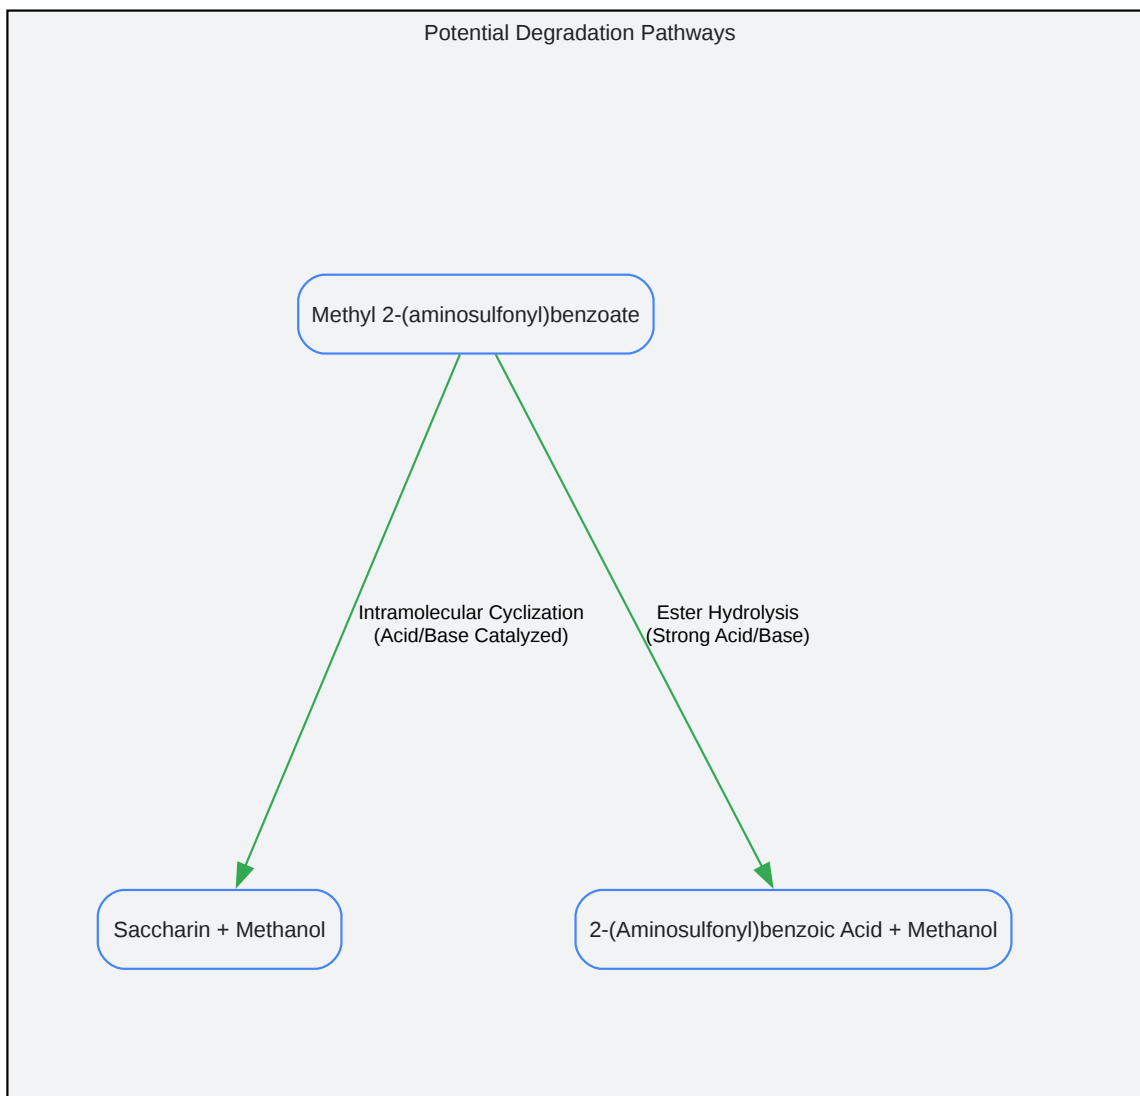 Potential Degradation Pathways
Methyl 2-(aminosulfonyl)benzoate
Intramolecular Cyclization
(Acid/Base Catalyzed)
Ester Hydrolysis
(Strong Acid/Base)
Saccharin + Methanol
2-(Aminosulfonyl)benzoic Acid + Methanol